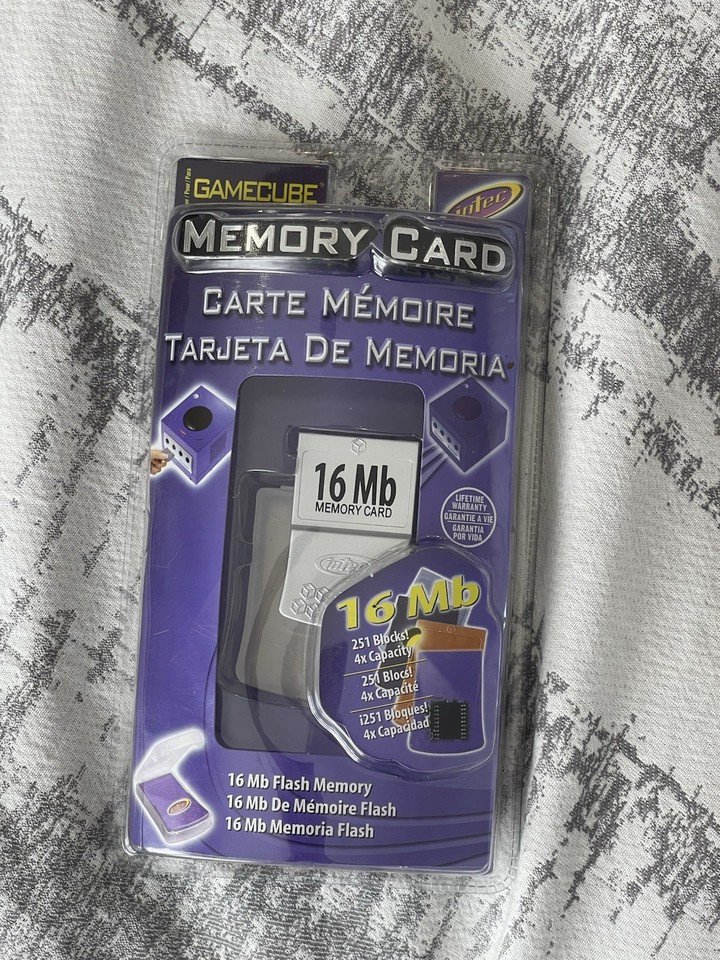 GAMECUBE
intec
MEMORY CARD
CARTE MÉMOIRE
TARJETA DE MEMORIA
16 Mb
MEMORY CARD
intec
LIFETIME
WARRANTY
GARANTIE A VIE
GARANTIA
POR VIDA
16 Mb
251 Blocks!
4x Capacity
251 Blocs!
4x Capacité
¡251 Bloques!
4x Capacidad
intec
16 Mb Flash Memory
16 Mb De Mémoire Flash
16 Mb Memoria Flash